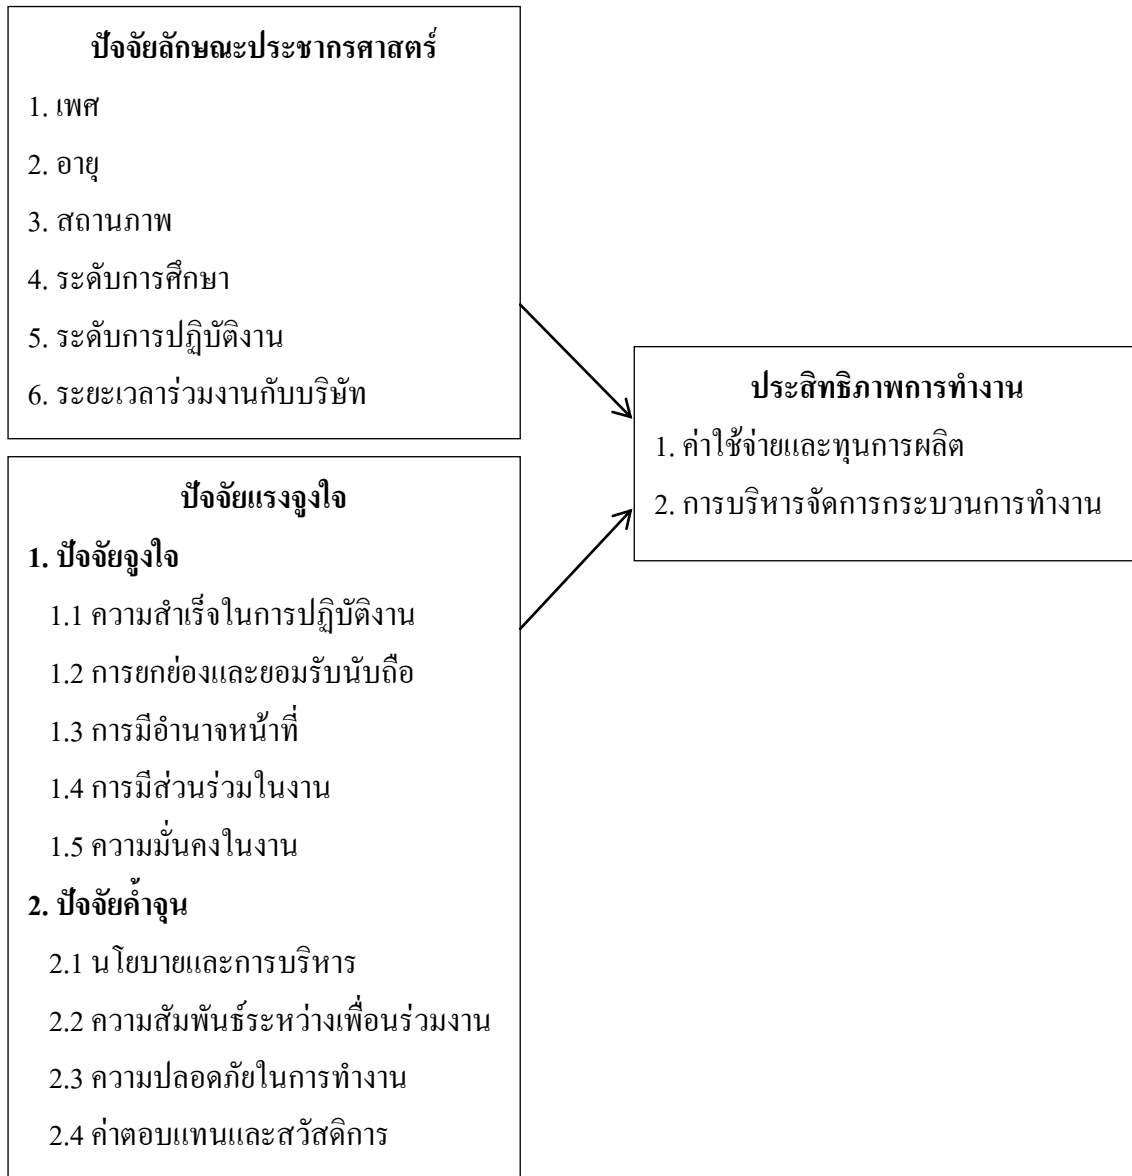 ปัจจัยลักษณะประชากรศาสตร์
1. เพศ
2. อายุ
3. สถานภาพ
4. ระดับการศึกษา
5. ระดับการปฏิบัติงาน
6. ระยะเวลาร่วมงานกับบริษัท
ปัจจัยแรงจูงใจ
1. ปัจจัยจูงใจ
1.1 ความสำเร็จในการปฏิบัติงาน
1.2 การยกย่องและยอมรับนับถือ
1.3 การมีอำนาจหน้าที่
1.4 การมีส่วนร่วมในงาน
1.5 ความมั่นคงในงาน
2. ปัจจัยค้ำจุน
2.1 นโยบายและการบริหาร
2.2 ความสัมพันธ์ระหว่างเพื่อนร่วมงาน
2.3 ความปลอดภัยในการทำงาน
2.4 ค่าตอบแทนและสวัสดิการ
ประสิทธิภาพการทำงาน
1. ค่าใช้จ่ายและทุนการผลิต
2. การบริหารจัดการกระบวนการทำงาน